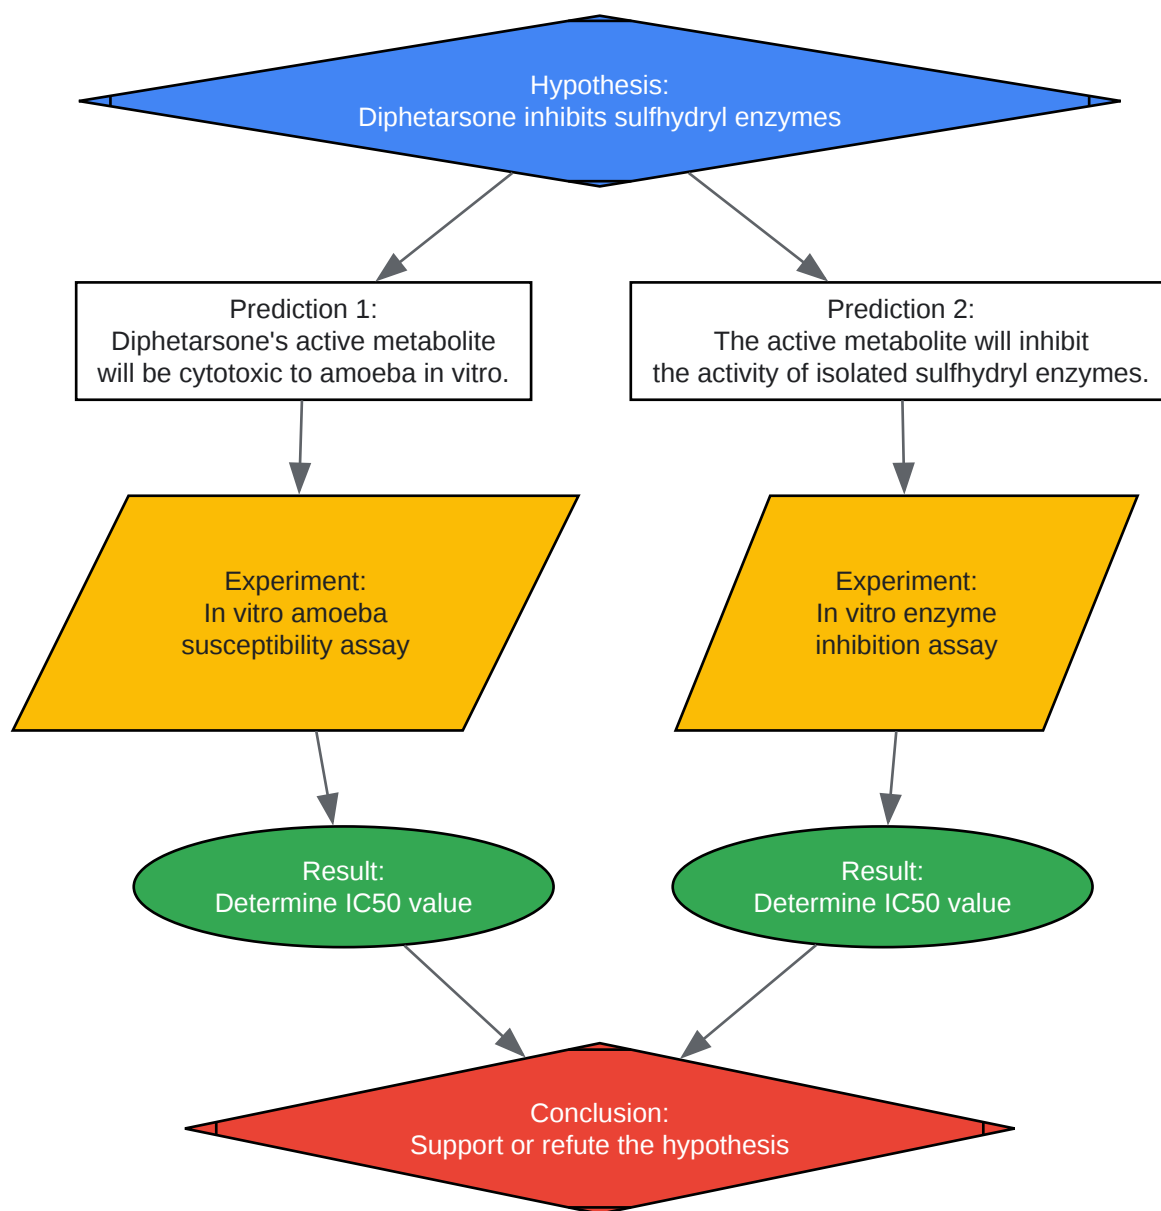 Hypothesis:
Diphetarsone inhibits sulfhydryl enzymes
Prediction 1:
Diphetarsone's active metabolite
will be cytotoxic to amoeba in vitro.
Prediction 2:
The active metabolite will inhibit
the activity of isolated sulfhydryl enzymes.
Experiment:
In vitro amoeba
susceptibility assay
Experiment:
In vitro enzyme
inhibition assay
Result:
Determine IC50 value
Result:
Determine IC50 value
Conclusion:
Support or refute the hypothesis